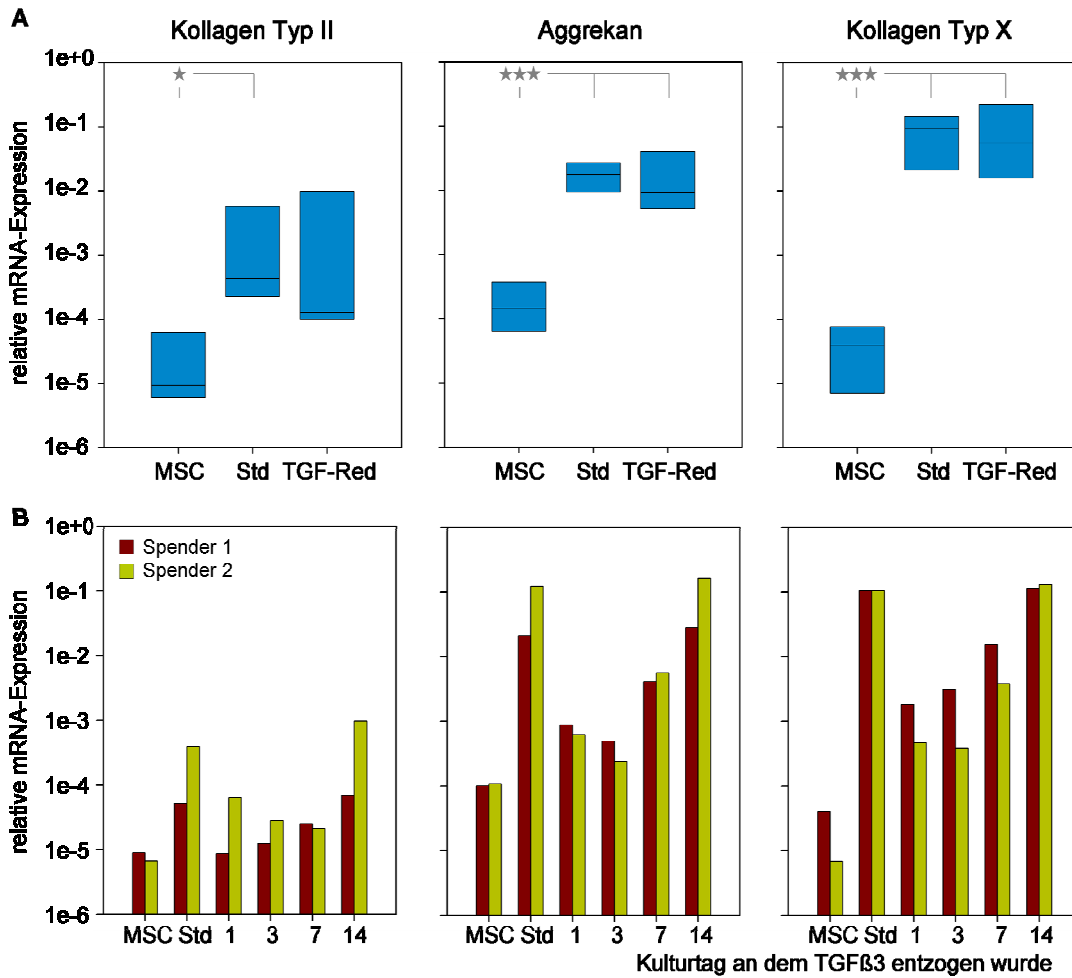 A
Kollagen Typ II
Aggrekan
Kollagen Typ X
relative mRNA-Expression
1e+0
1e-1
1e-2
1e-3
1e-4
1e-5
1e-6
MSC Std TGF-Red
MSC Std TGF-Red
MSC Std TGF-Red
B
relative mRNA-Expression
1e+0
1e-1
1e-2
1e-3
1e-4
1e-5
1e-6
Spender 1
Spender 2
MSC Std 1 3 7 14
MSC Std 1 3 7 14
MSC Std 1 3 7 14
Kulturtag an dem TGFß3 entzogen wurde